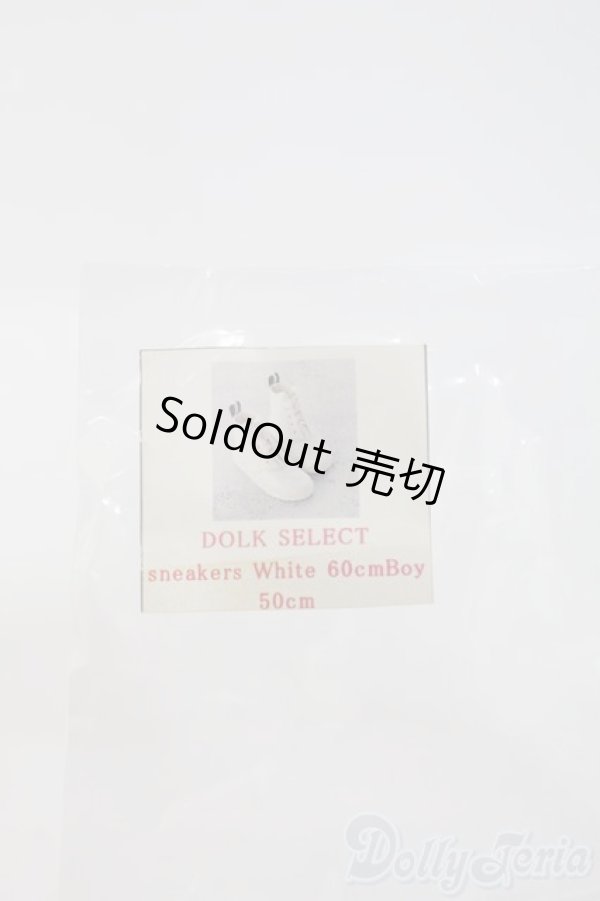 SoldOut 売切
DOLK SELECT
sneakers White 60cmBoy
50cm
DollyTeria